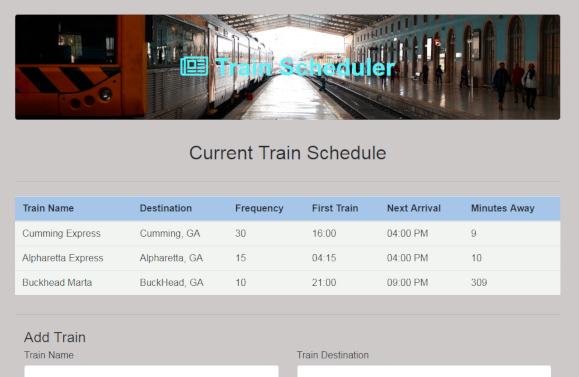 Train Scheduler
Current Train Schedule
Train Name Destination Frequency First Train Next Arrival Minutes Away
Cumming Express Cumming, GA 30 16:00 04:00 PM 9
Alpharetta Express Alpharetta, GA 15 04:15 04:00 PM 10
Buckhead Marta BuckHead, GA 10 21:00 09:00 PM 309
Add Train
Train Name Train Destination